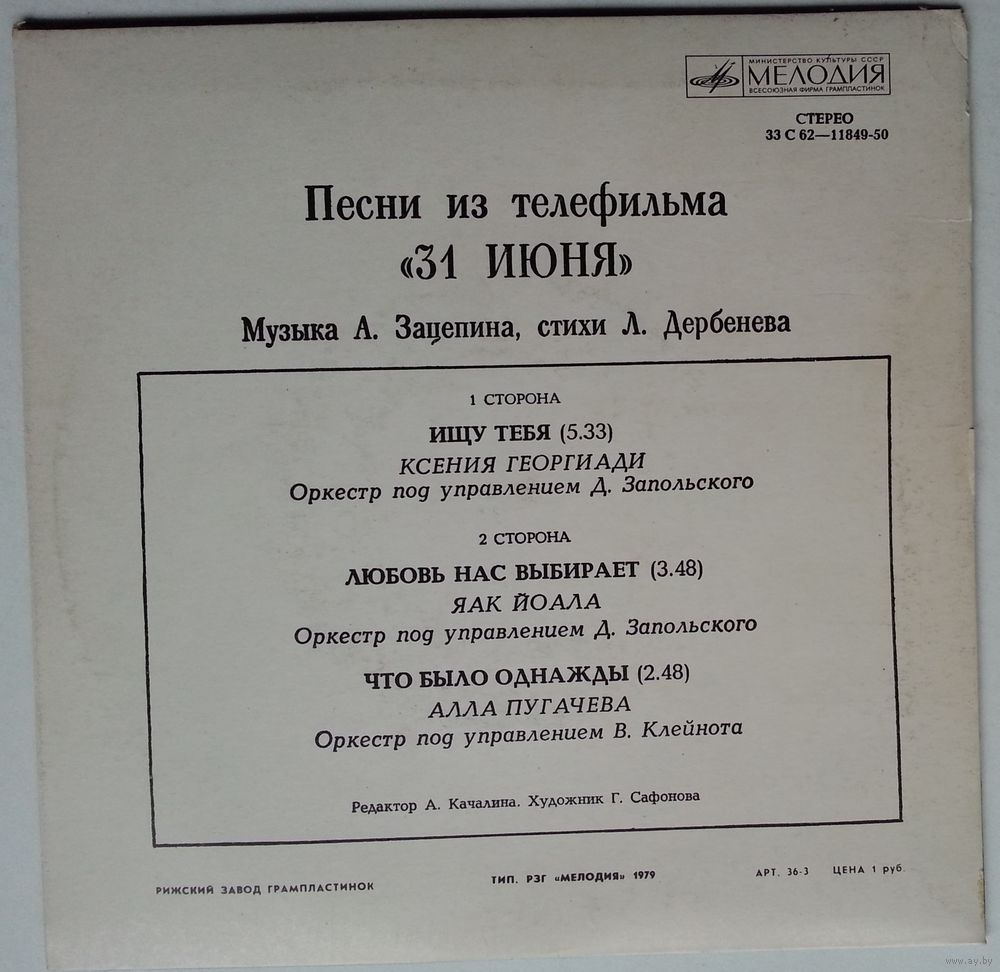 МИНИСТЕРСТВО КУЛЬТУРЫ СССР
МЕЛОДИЯ
ВСЕСОЮЗНАЯ ФИРМА ГРАМПЛАСТИНОК
СТЕРЕО
33 С 62—11849-50
Песни из телефильма
«31 ИЮНЯ»
Музыка А. Зацепина, стихи Л. Дербенева
1 СТОРОНА
ИЩУ ТЕБЯ (5.33)
КСЕНИЯ ГЕОРГИАДИ
Оркестр под управлением Д. Запольского
2 СТОРОНА
ЛЮБОВЬ НАС ВЫБИРАЕТ (3.48)
ЯАК ЙОАЛА
Оркестр под управлением Д. Запольского
ЧТО БЫЛО ОДНАЖДЫ (2.48)
АЛЛА ПУГАЧЕВА
Оркестр под управлением В. Клейнота
Редактор А. Качалина. Художник Г. Сафонова
РИЖСКИЙ ЗАВОД ГРАМПЛАСТИНОК
ТИП. РЗГ «МЕЛОДИЯ» 1979
АРТ. 36-3 ЦЕНА 1 руб.
www.ay.by